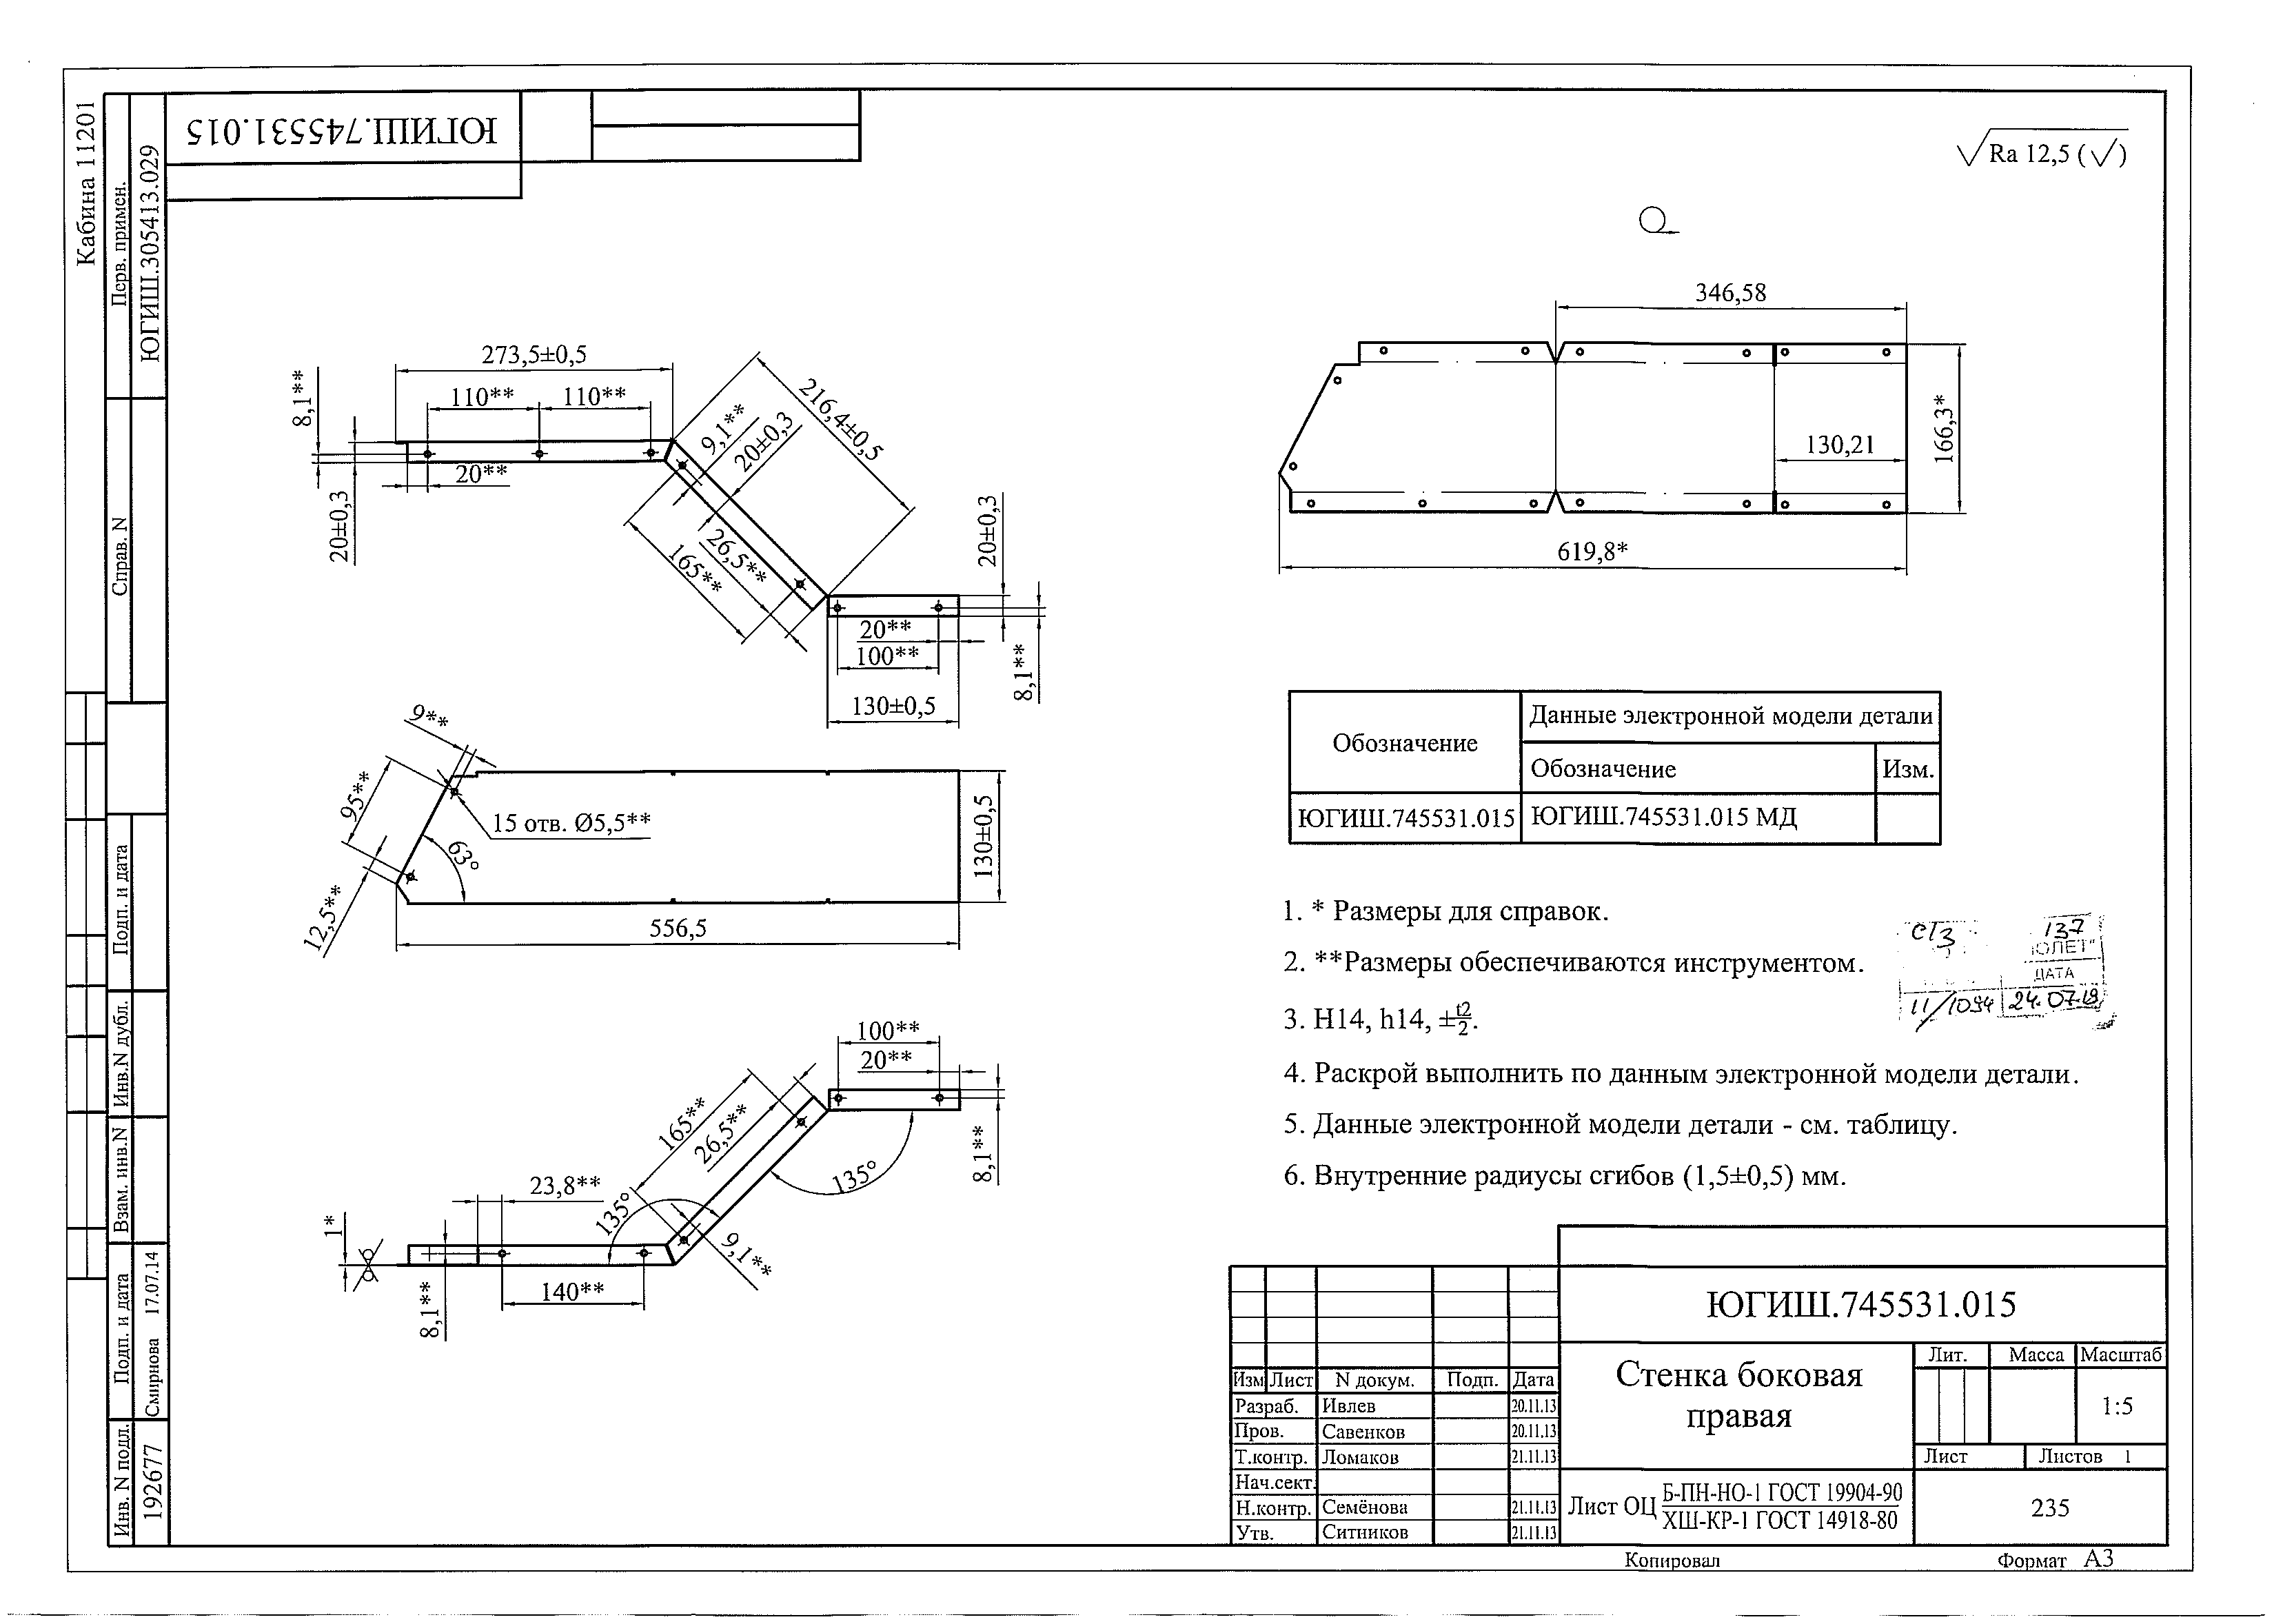 Кабина 11201
Перв. примен.
ЮГИШ.305413.029
Справ. N
Подп. и дата
Инв.N дубл.
Взам. инв.N
Подп. и дата
Смирнова 17.07.14
Инв. N подл.
192677
ЮГИШ.745531.015
Ra 12,5 (√)
273,5±0,5
110**
110**
8,1**
20±0,3
20**
216,4±0,5
9,1**
20±0,3
26,5**
165**
20±0,3
20**
100**
8,1**
130±0,5
346,58
130,21
166,3*
619,8*
9**
95**
15 отв. Ø5,5**
63°
12,5**
130±0,5
556,5
100**
20**
165**
26,5**
8,1**
135°
135°
23,8**
9,1**
1*
8,1**
140**
Обозначение
Данные электронной модели детали
Обозначение
Изм.
ЮГИШ.745531.015
ЮГИШ.745531.015 МД
1. * Размеры для справок.
2. **Размеры обеспечиваются инструментом.
3. H14, h14, ±t2/2.
4. Раскрой выполнить по данным электронной модели детали.
5. Данные электронной модели детали - см. таблицу.
6. Внутренние радиусы сгибов (1,5±0,5) мм.
СТЗ
137
ДАТА
11/1094
24.07.19
ЮГИШ.745531.015
Стенка боковая
правая
Лит. Масса Масштаб
1:5
Лист Листов 1
Изм Лист N докум. Подп. Дата
Разраб. Ивлев 20.11.13
Пров. Савенков 20.11.13
Т.контр. Ломаков 21.11.13
Нач.сект.
Н.контр. Семёнова 21.11.13
Утв. Ситников 21.11.13
Лист ОЦ
Б-ПН-НО-1 ГОСТ 19904-90
ХШ-КР-1 ГОСТ 14918-80
235
Копировал
Формат А3